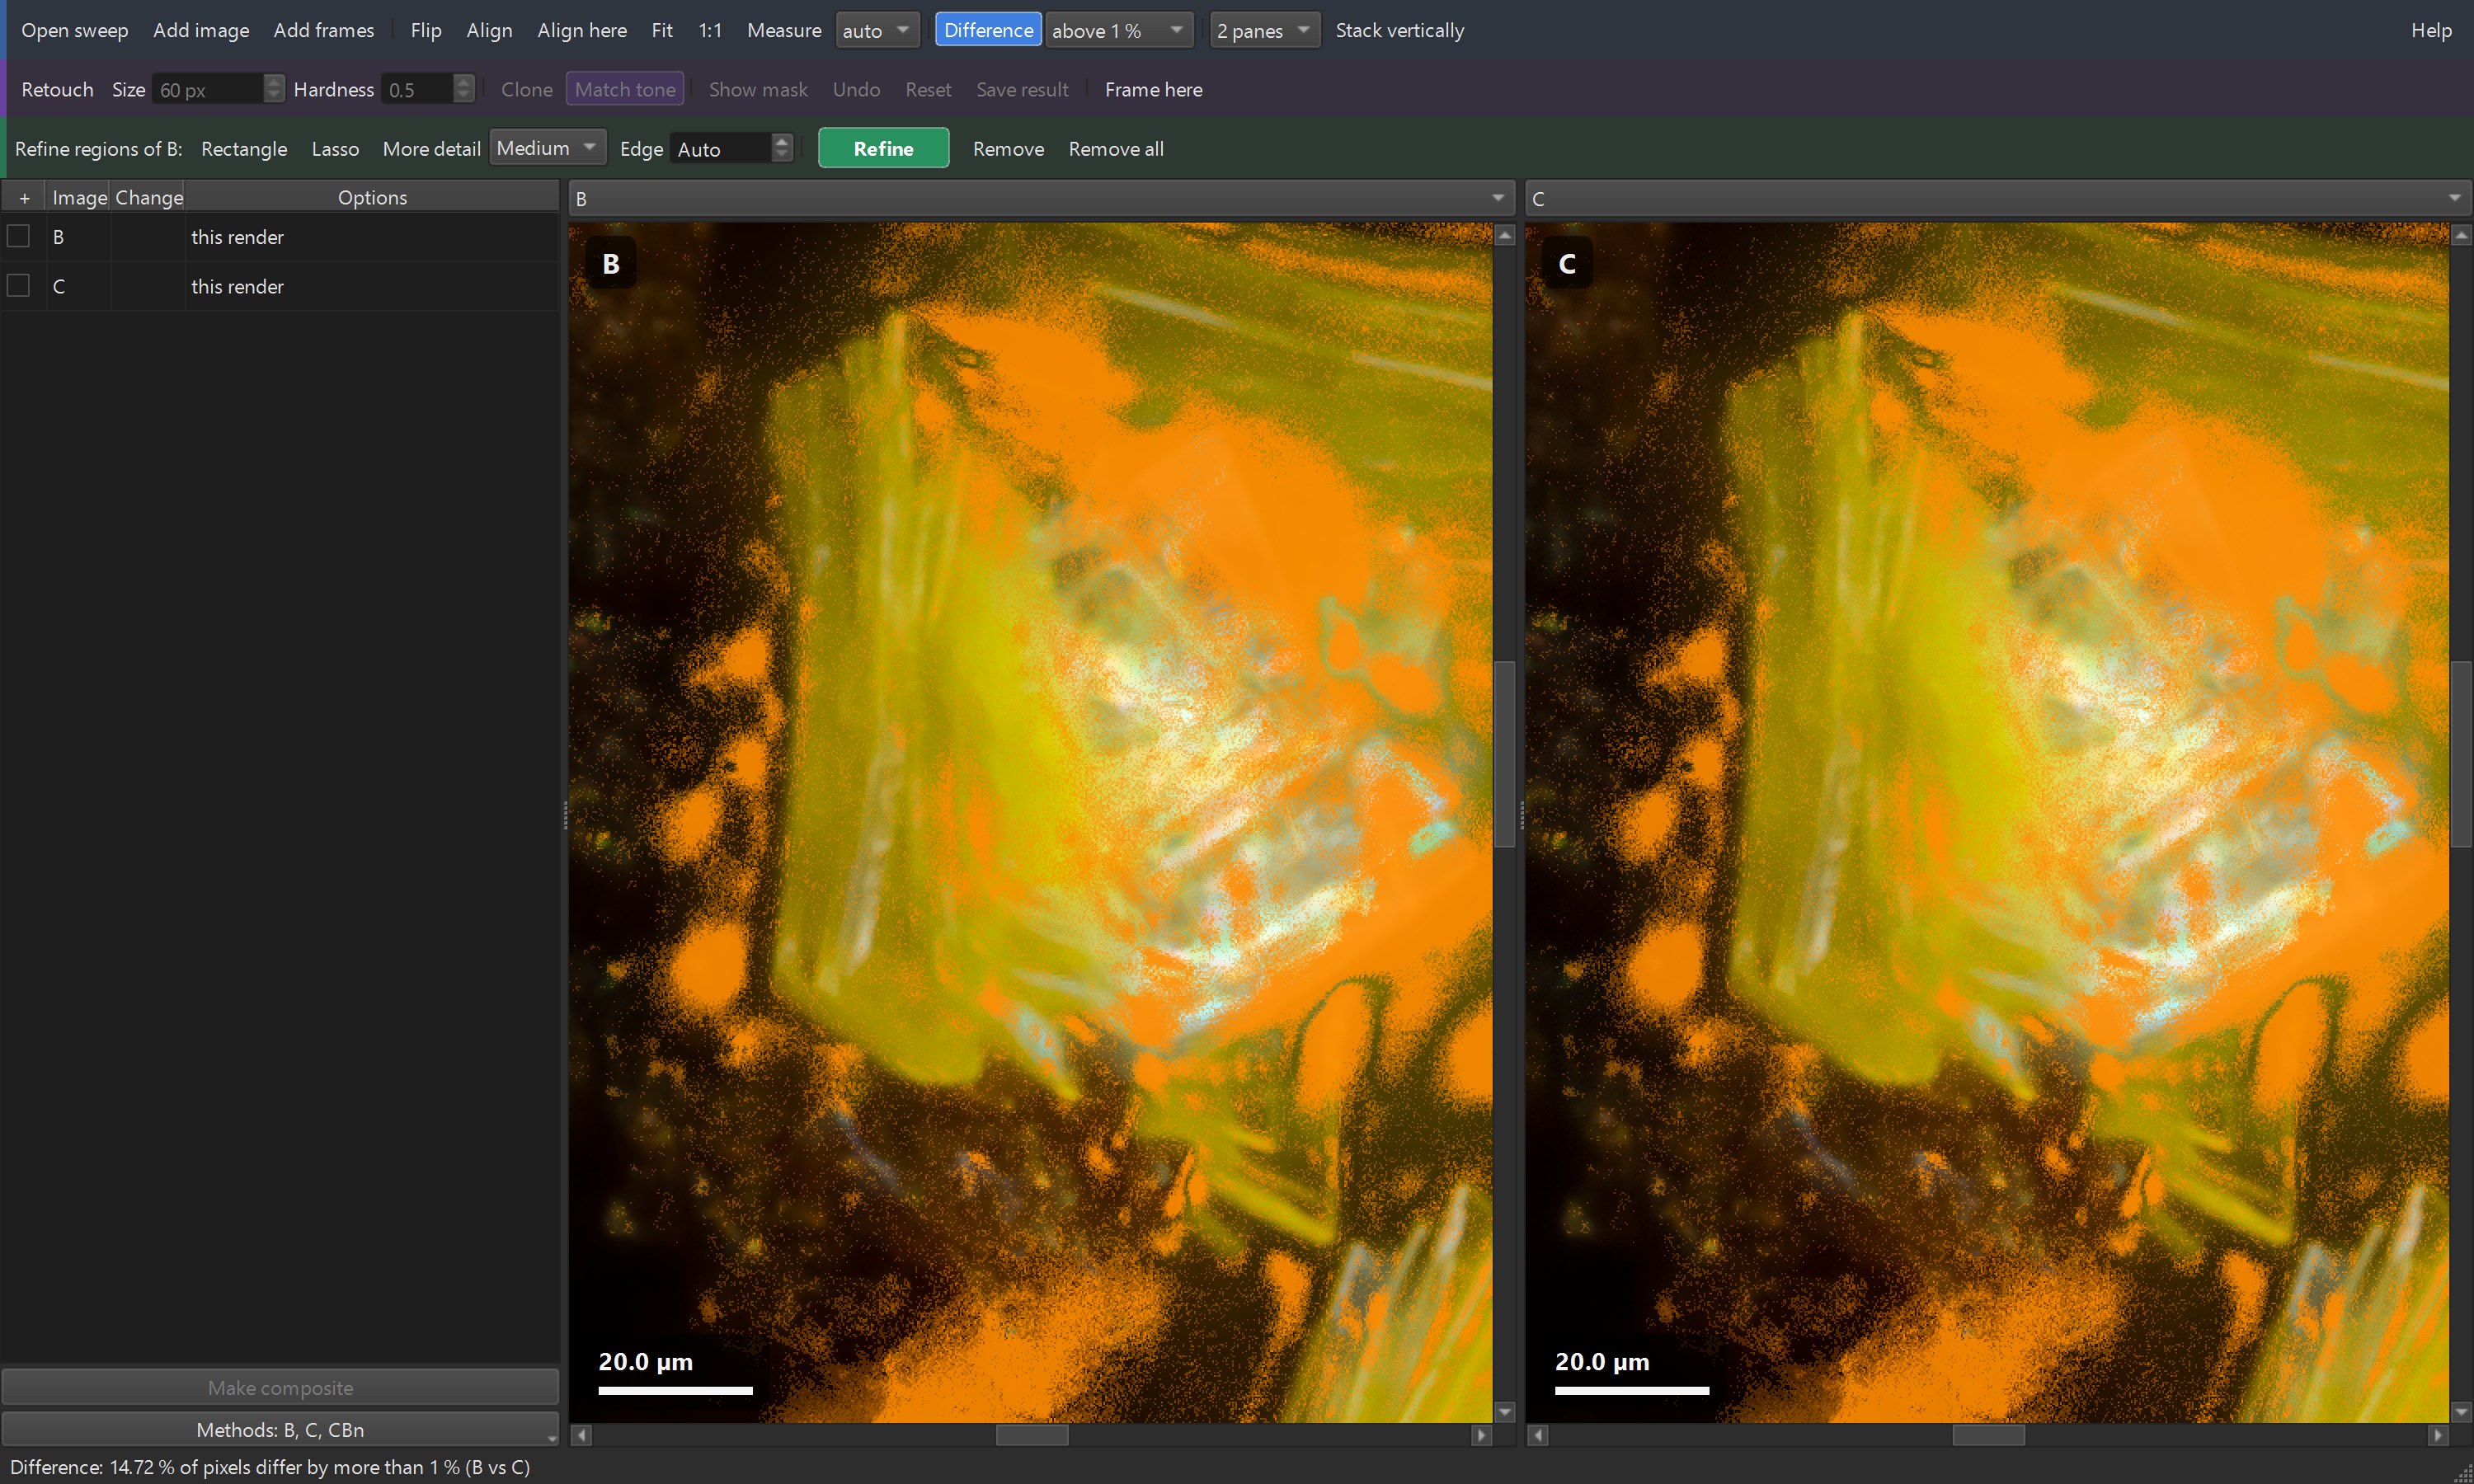 Open sweep Add image Add frames Flip Align Align here Fit 1:1 Measure auto Difference above 1 % 2 panes Stack vertically Help
Retouch Size 60 px Hardness 0.5 Clone Match tone Show mask Undo Reset Save result Frame here
Refine regions of B: Rectangle Lasso More detail Medium Edge Auto Refine Remove Remove all
+ Image Change Options
B this render
C this render
Make composite
Methods: B, C, CBn
B
B
20.0 µm
C
C
20.0 µm
Difference: 14.72 % of pixels differ by more than 1 % (B vs C)